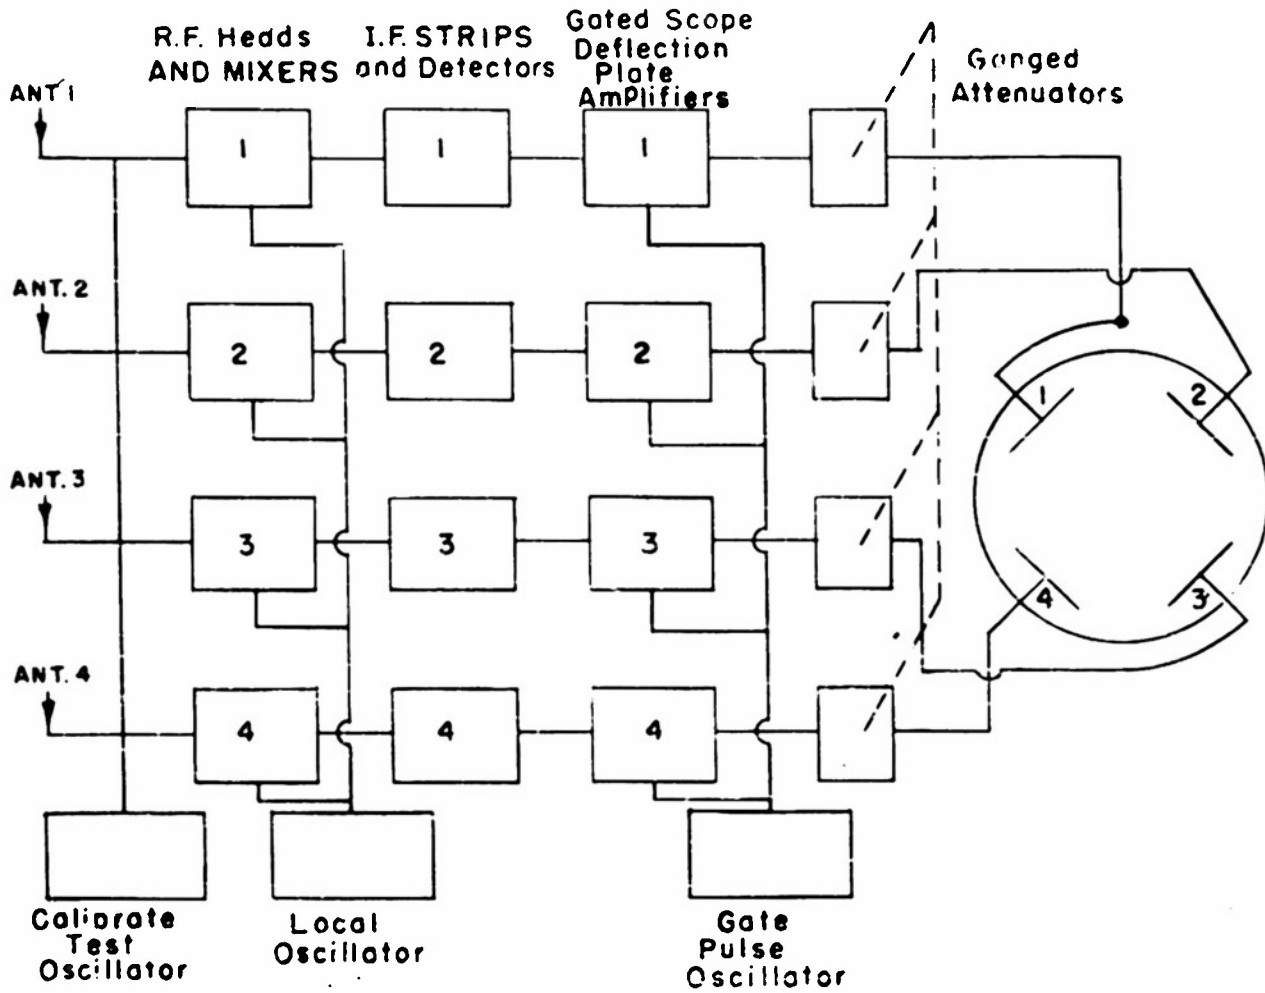 R.F. Heads
AND MIXERS
I.F. STRIPS
and Detectors
Gated Scope
Deflection
Plate
AmPlifiers
Ganged
Attenuators
ANT 1
1
1
1
ANT. 2
2
2
2
1
2
ANT. 3
3
3
3
4
3
ANT. 4
4
4
4
Calibrate
Test
Oscillator
Local
Oscillator
Gate
Pulse
Oscillator